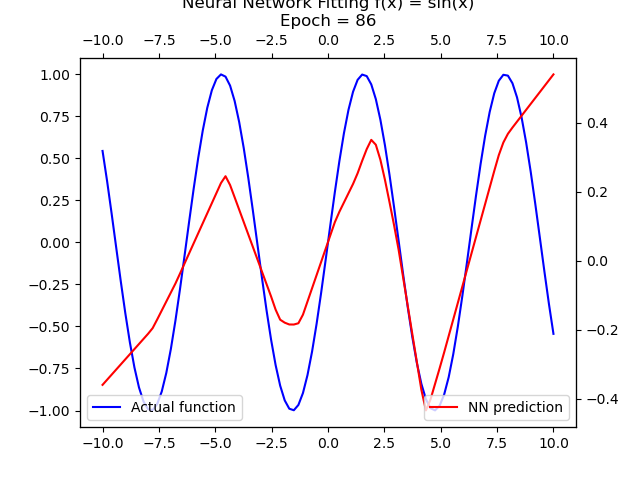 Neural Network Fitting f(x) = sin(x)
Epoch = 86
−10.0 −7.5 −5.0 −2.5 0.0 2.5 5.0 7.5 10.0
1.00
0.75
0.50
0.25
0.00
−0.25
−0.50
−0.75
−1.00
0.4
0.2
0.0
−0.2
−0.4
Actual function
NN prediction
−10.0 −7.5 −5.0 −2.5 0.0 2.5 5.0 7.5 10.0